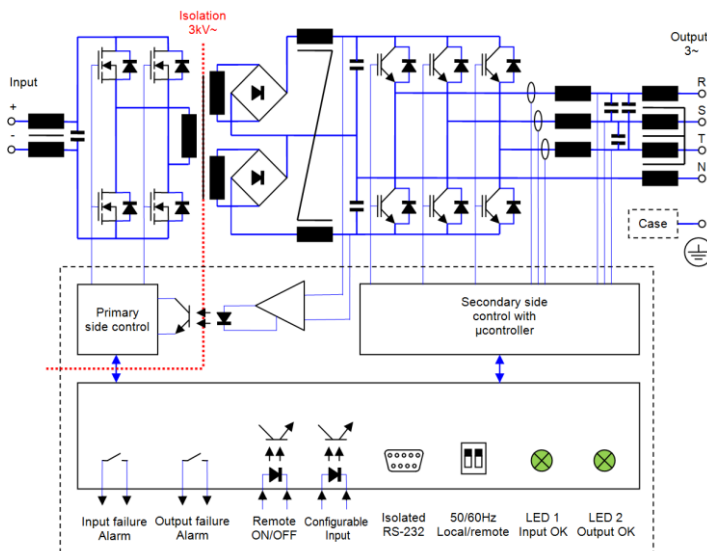 Isolation
3kV~
Output
3~
Input
+
-
R
S
T
N
Case
Primary
side control
Secondary side
control with
µcontroller
Input failure
Alarm
Output failure
Alarm
Remote
ON/OFF
Configurable
Input
Isolated
RS-232
50/60Hz
Local/remote
LED 1
Input OK
LED 2
Output OK